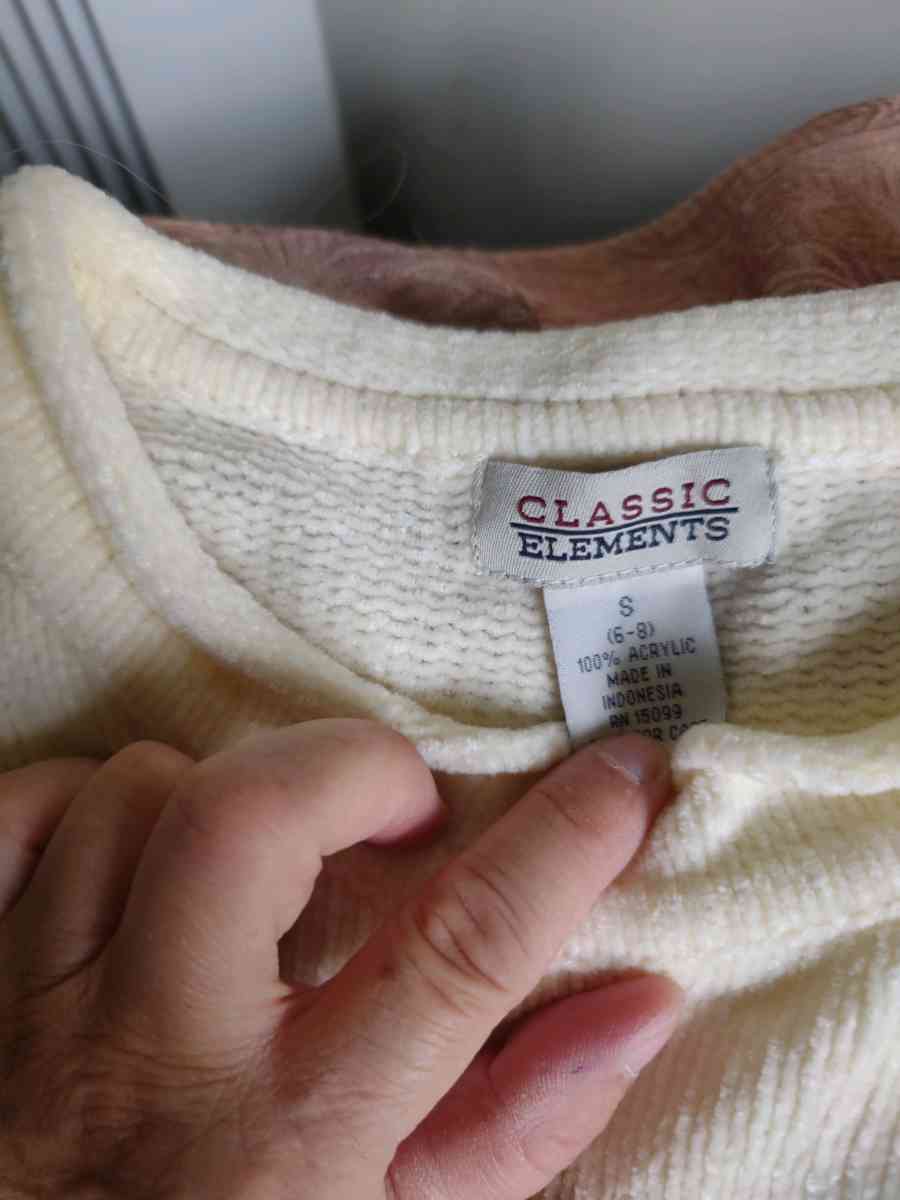 CLASSIC
ELEMENTS
S
(6-8)
100% ACRYLIC
MADE IN
INDONESIA
RN 15099